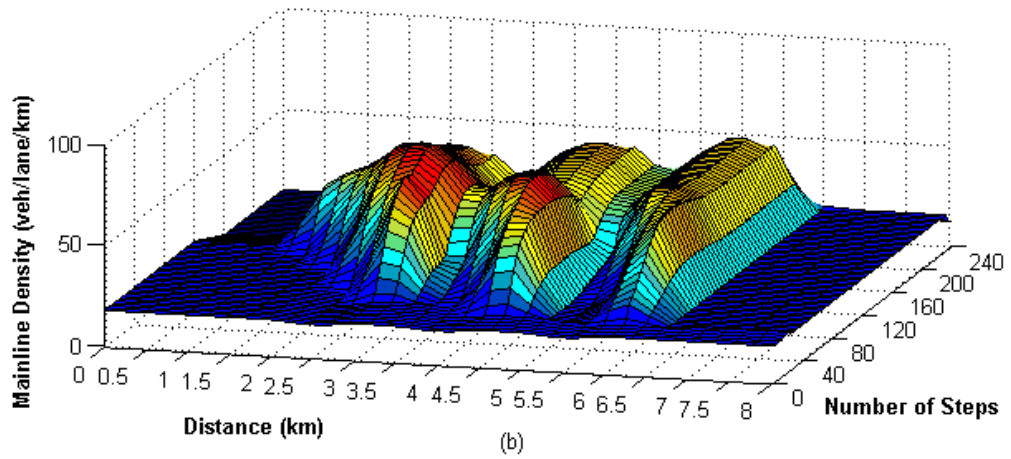 Mainline Density (veh/lane/km)
100
50
0
0 0.5 1 1.5 2 2.5 3 3.5 4 4.5 5 5.5 6 6.5 7 7.5 8
Distance (km)
0 40 80 120 160 200 240
Number of Steps
(b)